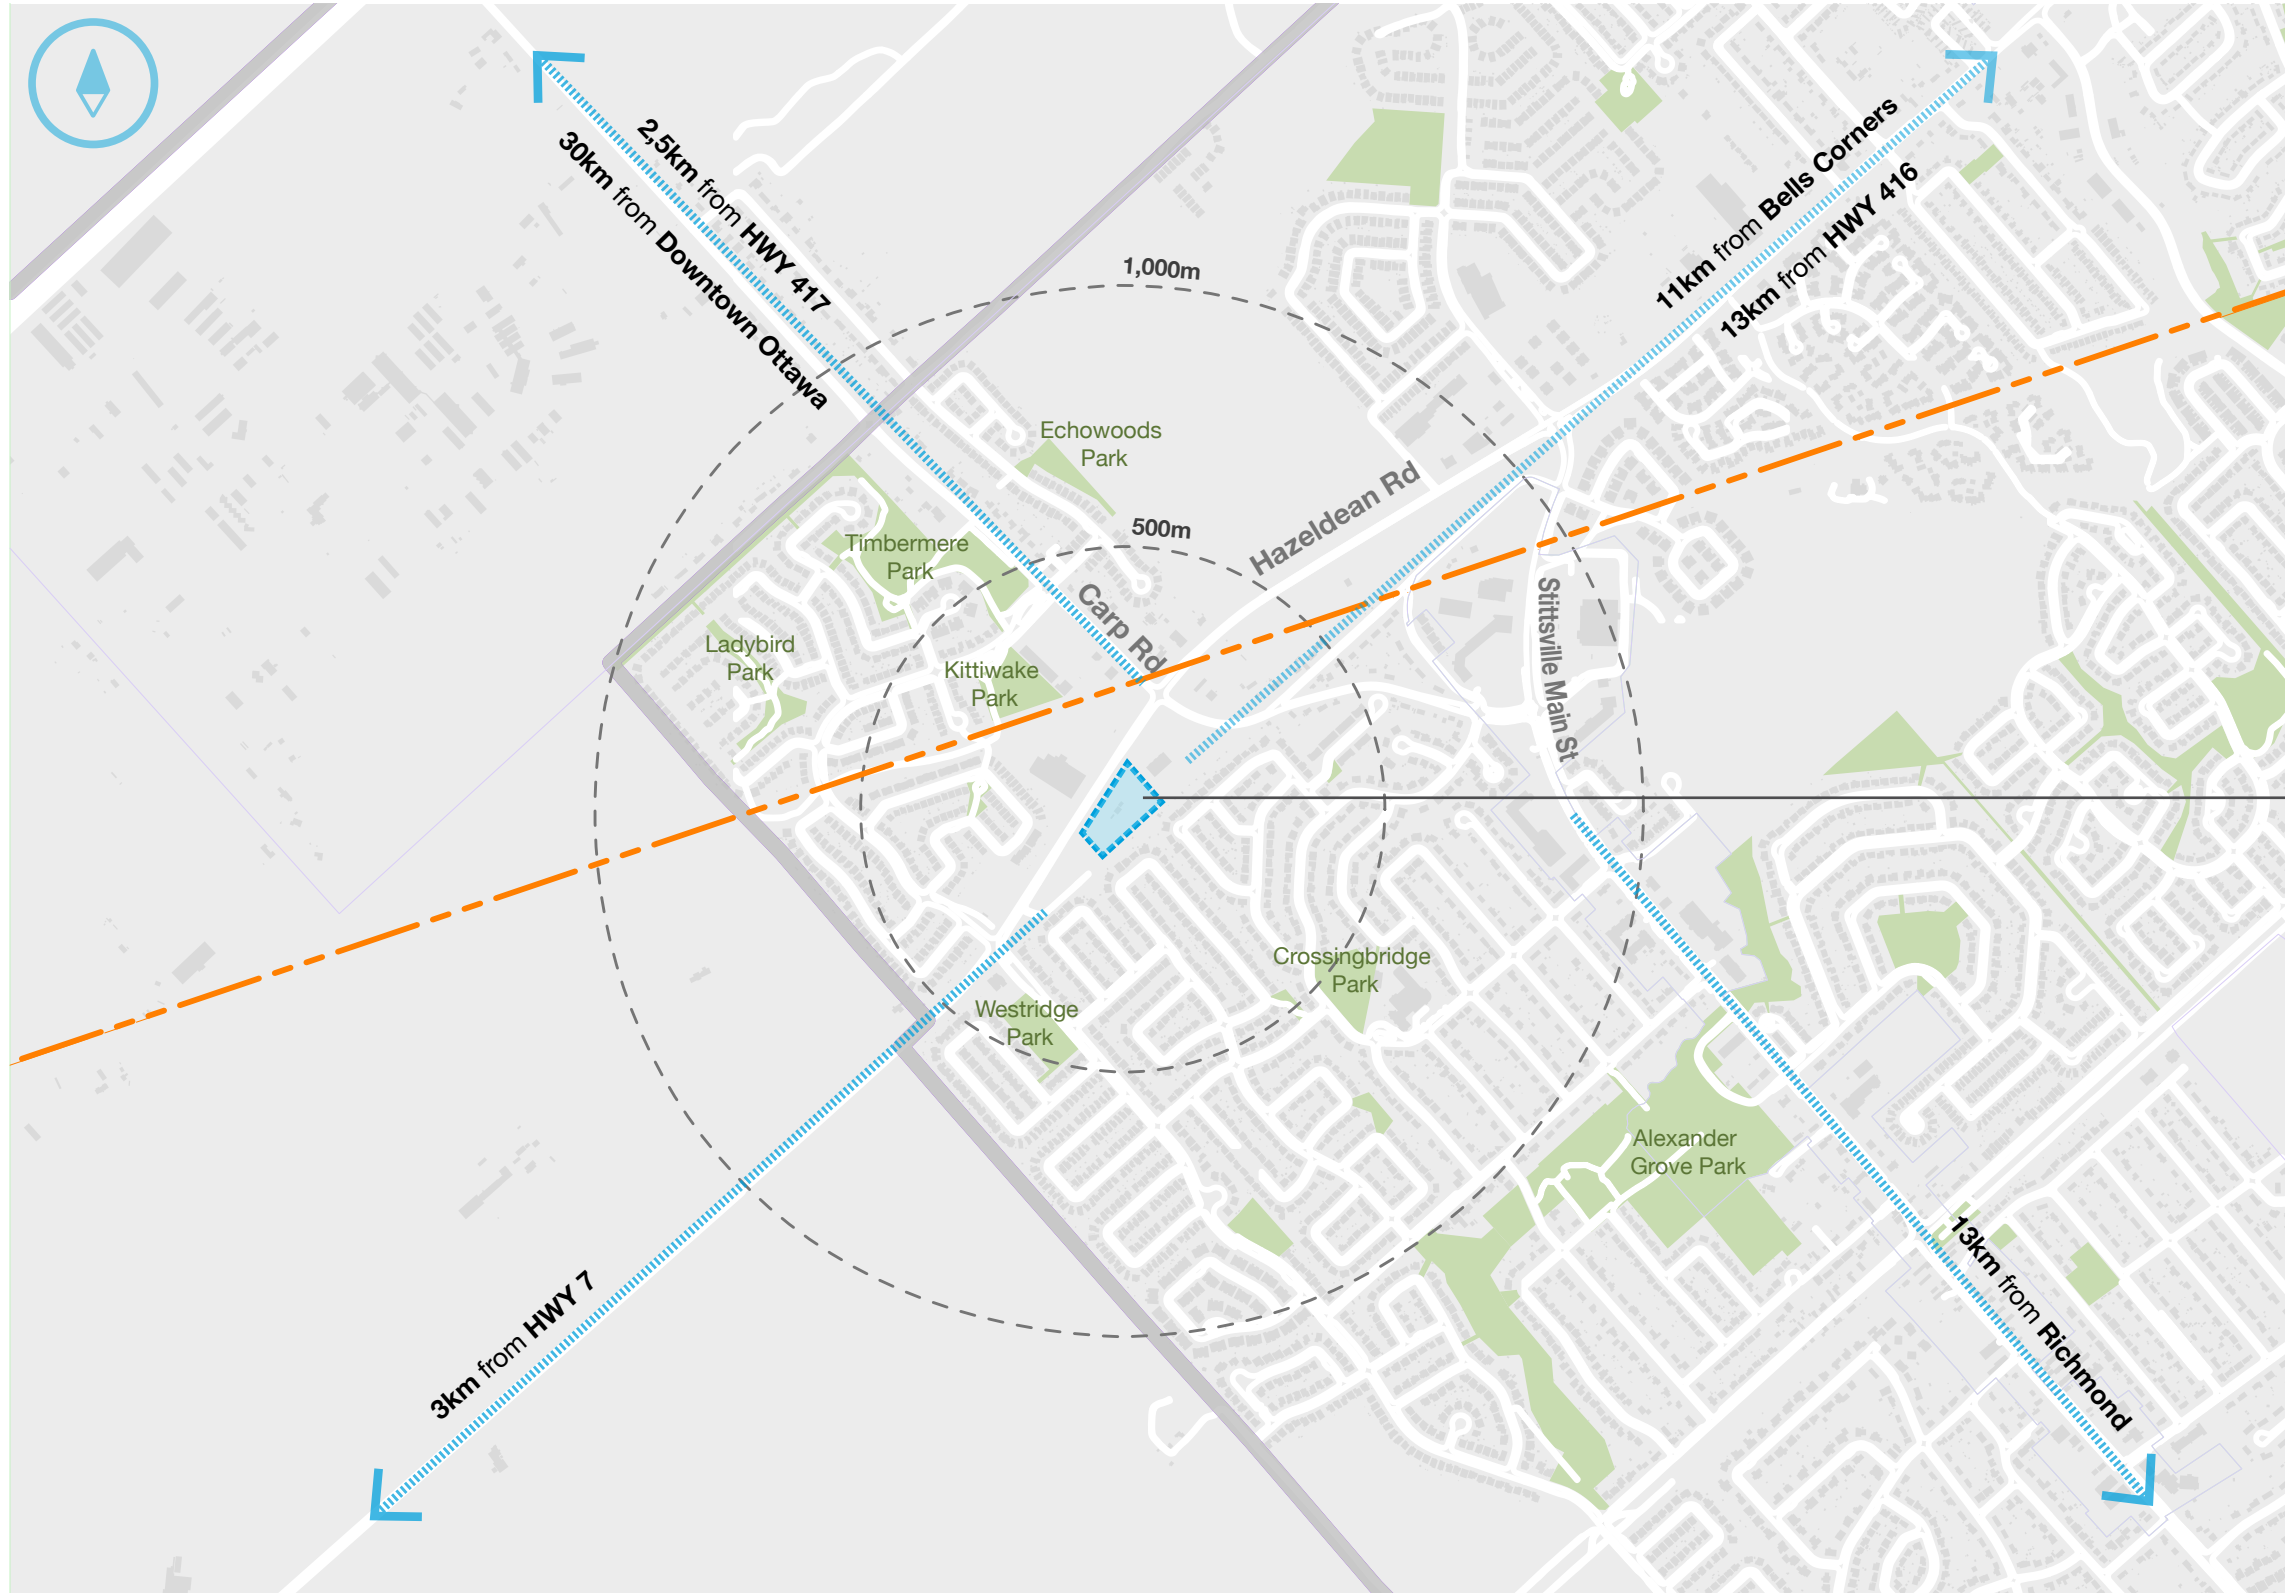 2,5km from HWY 417
30km from Downtown Ottawa
11km from Bells Corners
13km from HWY 416
1,000m
Echowoods
Park
Hazeldean Rd
500m
Timbermere
Park
Carp Rd
Stittsville Main St
Ladybird
Park
Kittiwake
Park
Crossingbridge
Park
Westridge
Park
Alexander
Grove Park
3km from HWY 7
13km from Richmond